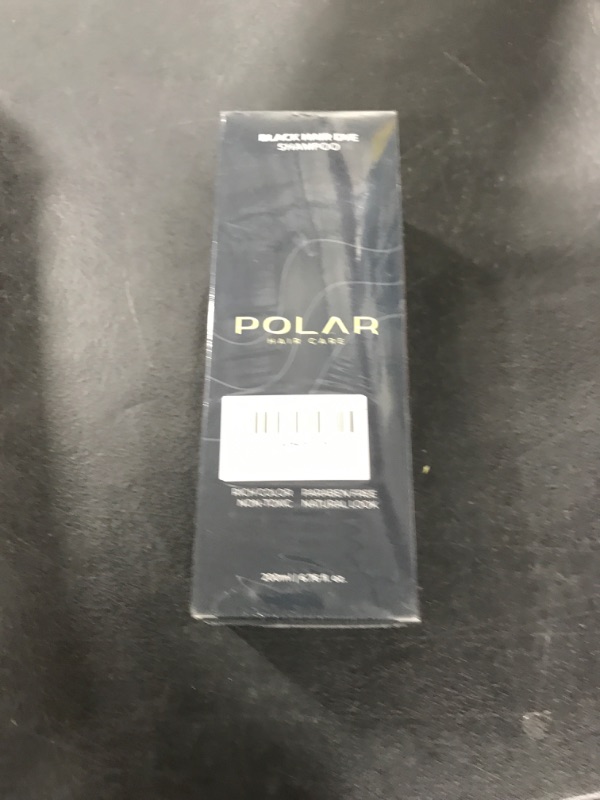 BLACK HAIR DYE
SHAMPOO
POLAR
HAIR CARE
RICH COLOR PARABEN FREE
NON-TOXIC NATURAL LOOK
200ml | 6.76 fl. oz.